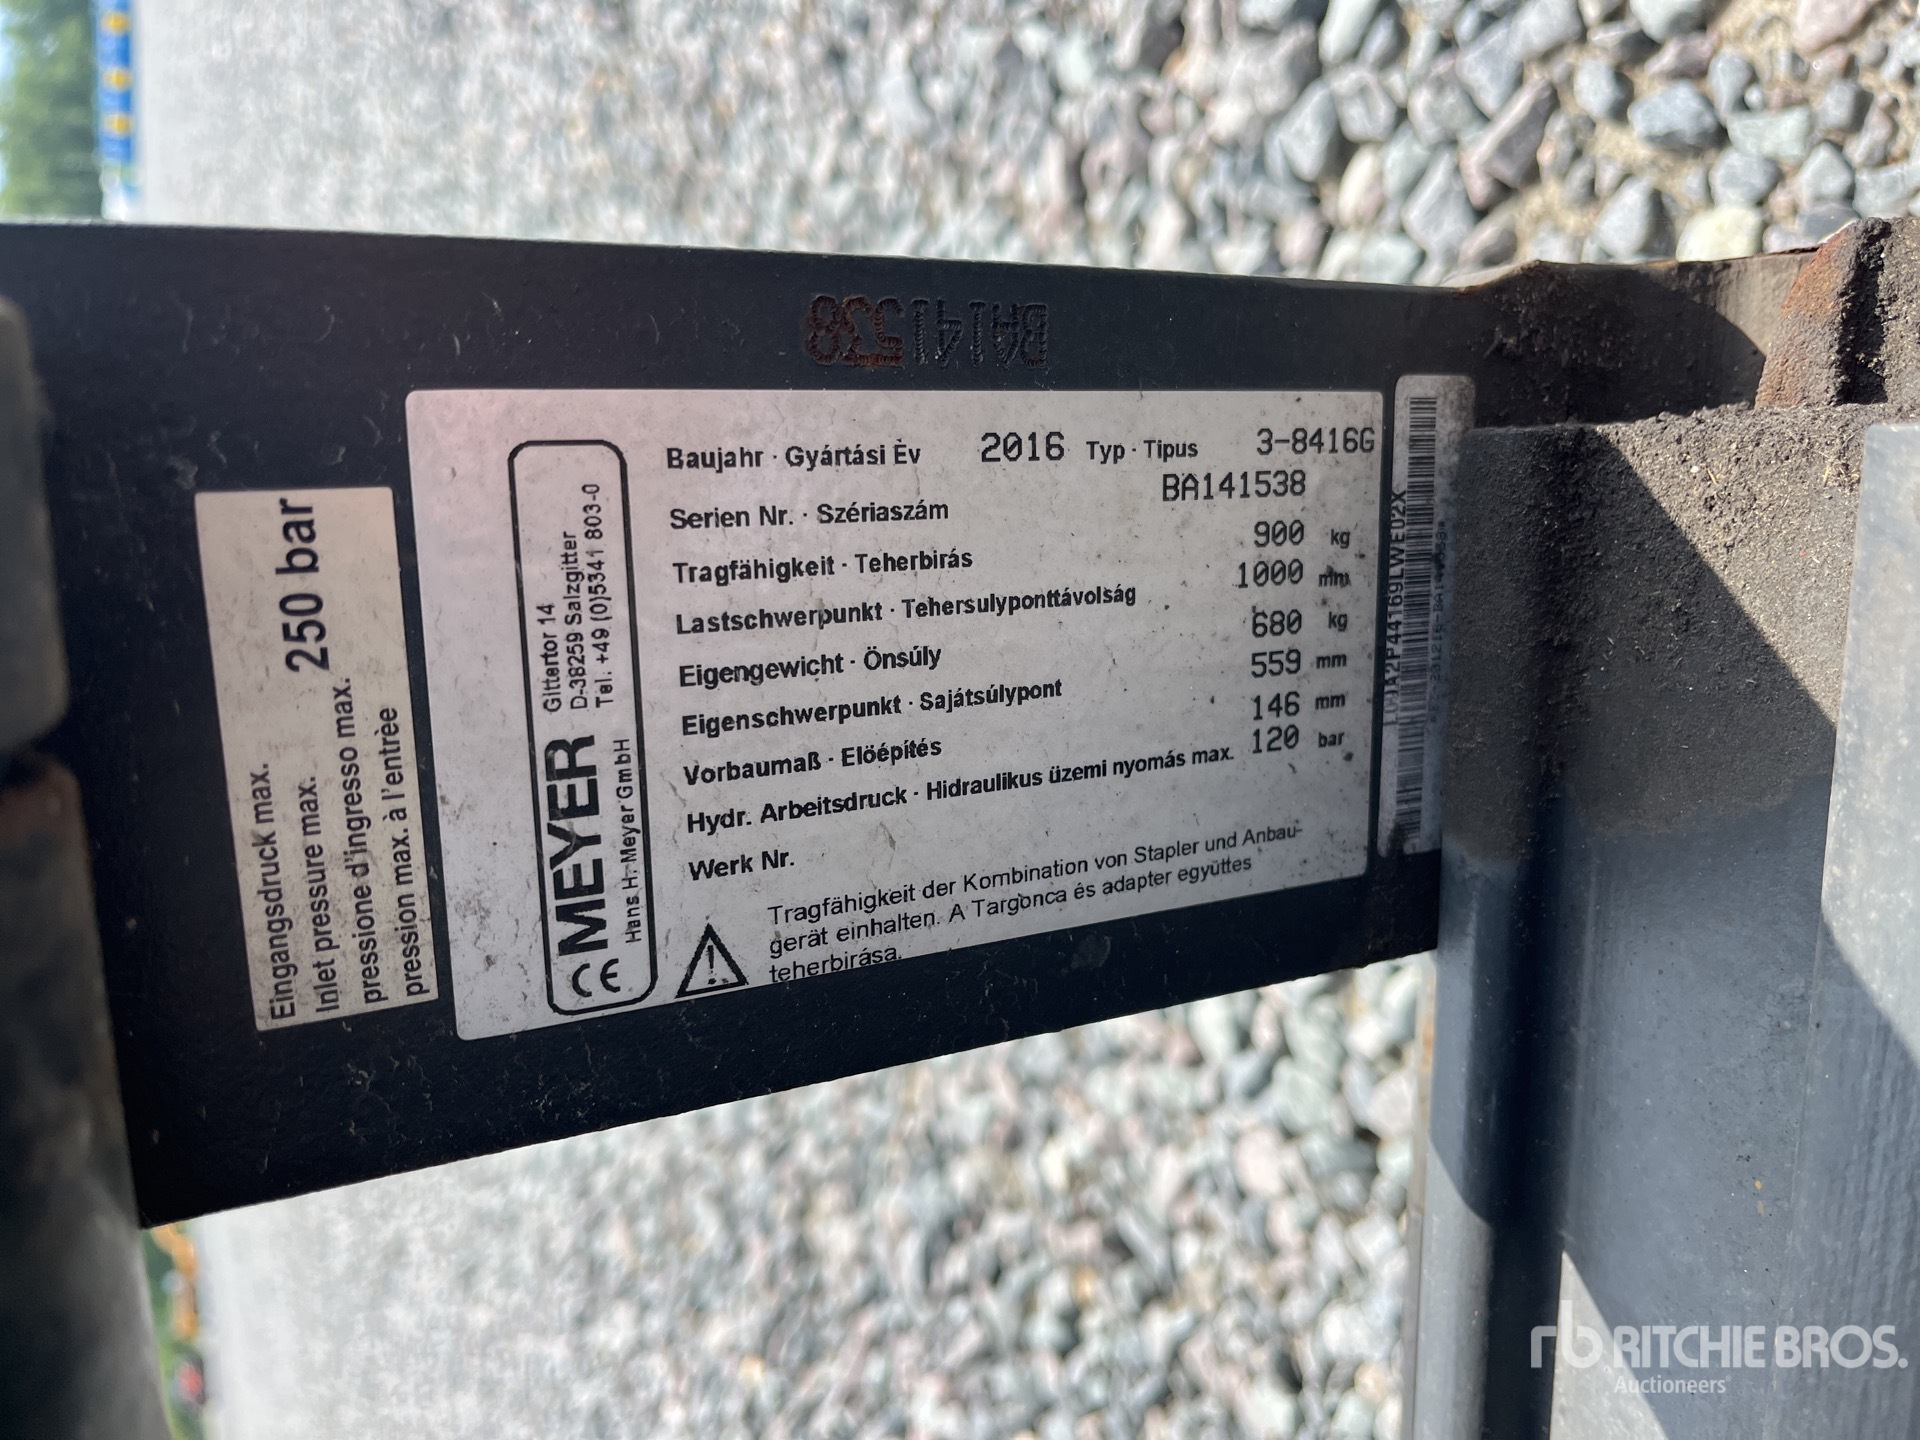 BA141538
Eingangsdruck max.
Inlet pressure max.
pressione d'ingresso max.
pression max. à l'entrèe
250 bar
MEYER
Hans H. Meyer GmbH
Gittertor 14
D-38259 Salzgitter
Tel. +49 (0)5341 803-0
CE
Baujahr · Gyártási Èv 2016 Typ · Tipus 3-8416G
Serien Nr. · Szériaszám BA141538
Tragfähigkeit · Teherbirás 900 kg
Lastschwerpunkt · Tehersulyponttávolság 1000 mm
Eigengewicht · Önsúly 680 kg
Eigenschwerpunkt · Sajátsúlypont 559 mm
Vorbaumaß · Elöépítés 146 mm
Hydr. Arbeitsdruck · Hidraulikus üzemi nyomás max. 120 bar
Werk Nr.
Tragfähigkeit der Kombination von Stapler und Anbau-
gerät einhalten. A Targonca és adapter együttes
teherbirása.
rb RITCHIE BROS.
Auctioneers